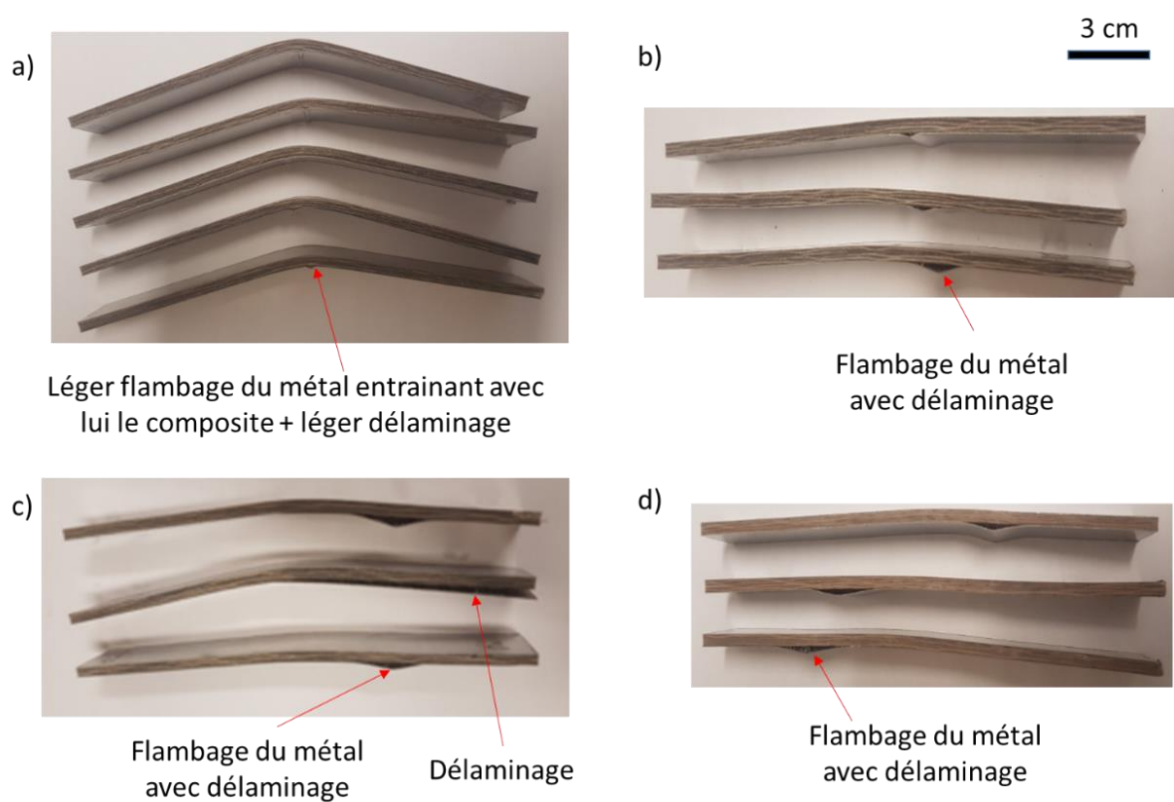 a)
b)
3 cm
Léger flambage du métal entrainant avec
lui le composite + léger délaminage
Flambage du métal
avec délaminage
c)
d)
Flambage du métal
avec délaminage
Délaminage
Flambage du métal
avec délaminage